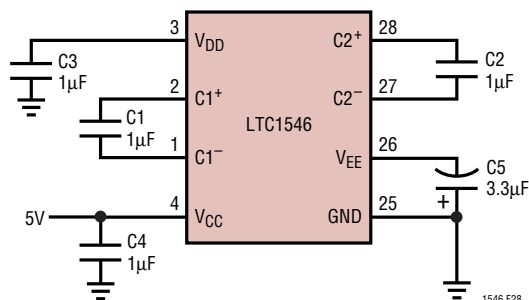 3
V_DD
C3
1µF
2
C1+
C1
1µF
1
C1–
5V
4
V_CC
C4
1µF
LTC1546
C2+
28
C2
1µF
C2–
27
V_EE
26
C5
3.3µF
+
GND
25
1546 F28